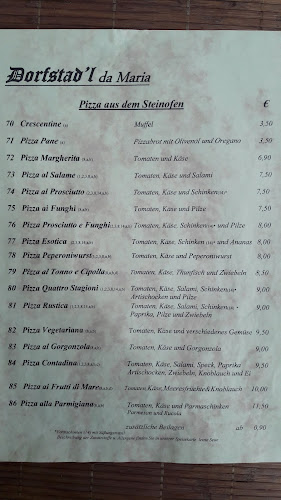 Dorfstad'l da Maria
Pizza aus dem Steinofen €
70 Crescentine Muffel 3,50
71 Pizza Pane Pizzabrot mit Olivenöl und Oregano 3,50
72 Pizza Margherita Tomaten und Käse 6,90
73 Pizza al Salame Tomaten, Käse und Salami 7,50
74 Pizza al Prosciutto Tomaten, Käse und Schinken 7,50
75 Pizza ai Funghi Tomaten, Käse und Pilze 7,50
76 Pizza Prosciutto e Funghi Tomaten, Käse, Schinken und Pilze 8,00
77 Pizza Esotica Tomaten, Käse, Schinken und Ananas 8,00
78 Pizza Peperoniwurst Tomaten, Käse und Peperoniwurst 8,00
79 Pizza al Tonno e Cipolla Tomaten, Käse, Thunfisch und Zwiebeln 8,50
80 Pizza Quattro Stagioni Tomaten, Käse, Salami, Schinken, 9,00
Artischocken und Pilze
81 Pizza Rustica Tomaten, Käse, Salami, Schinken, 9,00
Paprika, Pilze und Zwiebeln
82 Pizza Vegetariana Tomaten, Käse und verschiedenes Gemüse 9,50
83 Pizza al Gorgonzola Tomaten, Käse und Gorgonzola 9,00
84 Pizza Contadina Tomaten, Käse, Salami, Speck, Paprika 9,50
Artischocken, Zwiebeln, Knoblauch und Ei
85 Pizza ai Frutti di Mare Tomaten, Käse, Meeresfrüchte & Knoblauch 10,00
86 Pizza alla Parmigiana Tomaten, Käse und Parmaschinken 11,50
Parmesan und Rucola
zusätzliche Beilagen ab 0,90